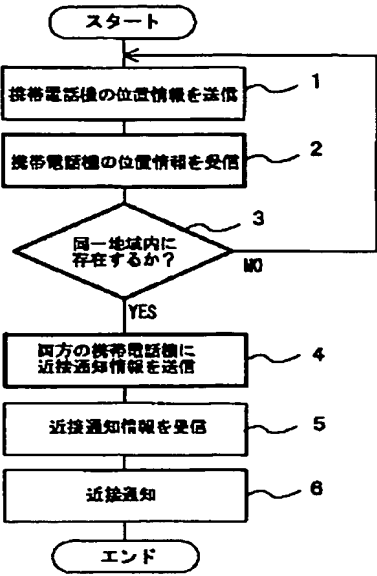 スタート
携帯電話機の位置情報を送信
1
携帯電話機の位置情報を受信
2
同一地域内に
存在するか?
3
NO
YES
両方の携帯電話機に
近接通知情報を送信
4
近接通知情報を受信
5
近接通知
6
エンド